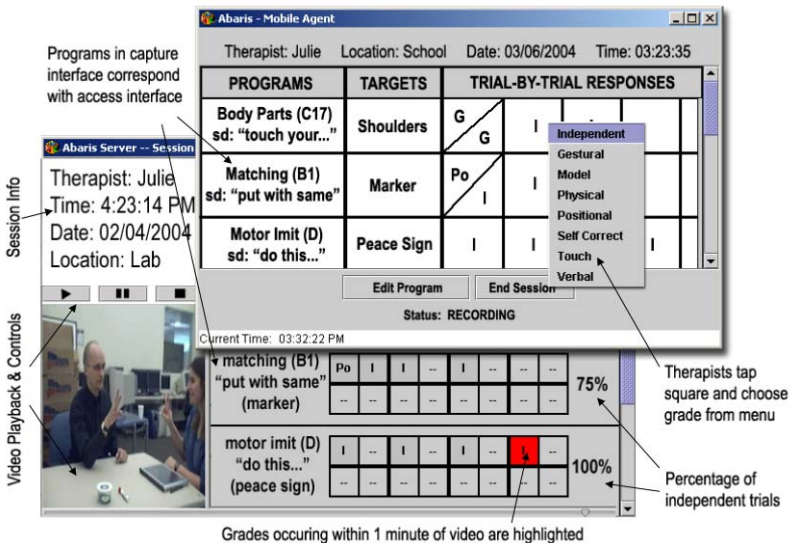 Abaris - Mobile Agent
Therapist: Julie Location: School Date: 03/06/2004 Time: 03:23:35
PROGRAMS TARGETS TRIAL-BY-TRIAL RESPONSES
Body Parts (C17)
sd: "touch your..."
Shoulders
G
G
I
Matching (B1)
sd: "put with same"
Marker
Po
I
I
Motor Imit (D)
sd: "do this..."
Peace Sign
I
I
I
Independent
Gestural
Model
Physical
Positional
Self Correct
Touch
Verbal
Edit Program
End Session
Status: RECORDING
Current Time: 03:32:22 PM
Programs in capture
interface correspond
with access interface
Abaris Server -- Session
Session Info
Therapist: Julie
Time: 4:23:14 PM
Date: 02/04/2004
Location: Lab
Video Playback & Controls
matching (B1)
"put with same"
(marker)
Po I I -- I I -- --
-- -- -- -- -- -- -- --
75%
motor imit (D)
"do this..."
(peace sign)
I -- I -- I -- I --
-- -- -- -- -- -- -- --
100%
Therapists tap
square and choose
grade from menu
Percentage of
independent trials
Grades occuring within 1 minute of video are highlighted